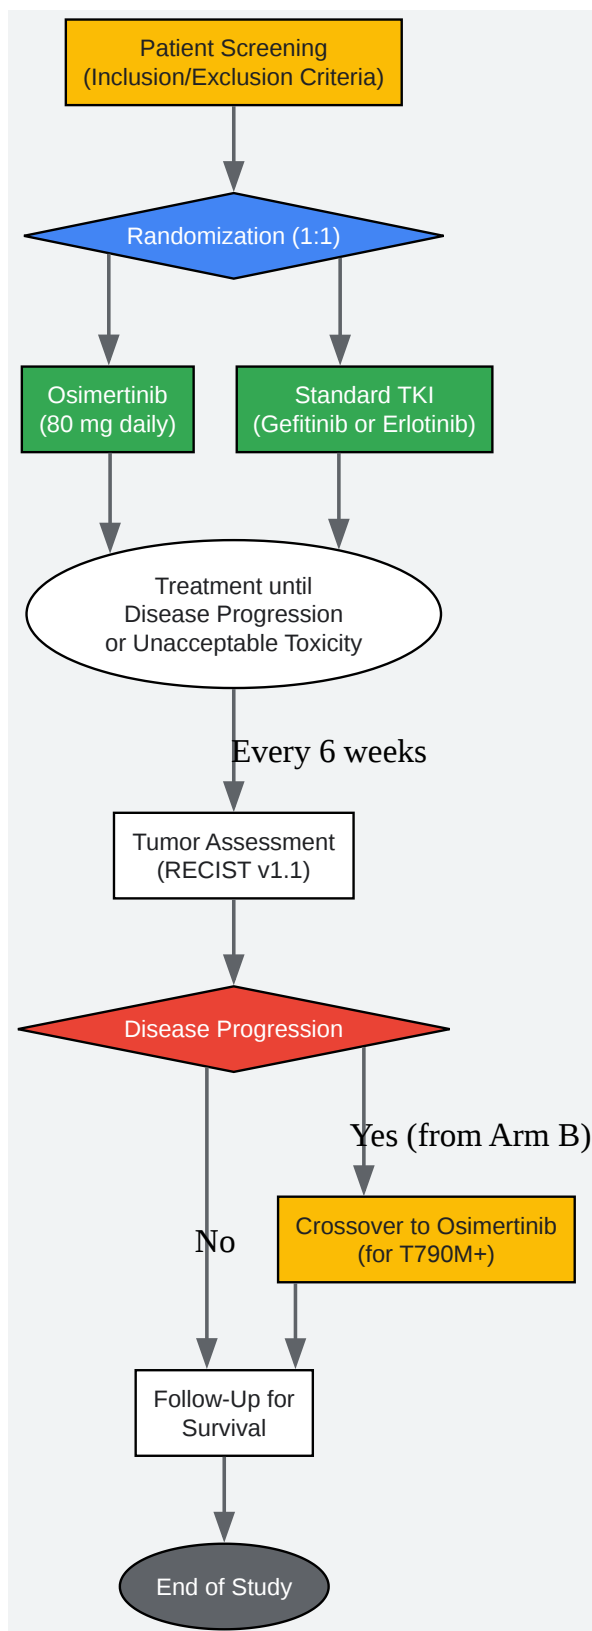 Patient Screening
(Inclusion/Exclusion Criteria)
Randomization (1:1)
Osimertinib
(80 mg daily)
Standard TKI
(Gefitinib or Erlotinib)
Treatment until
Disease Progression
or Unacceptable Toxicity
Every 6 weeks
Tumor Assessment
(RECIST v1.1)
Disease Progression
Yes (from Arm B)
Crossover to Osimertinib
(for T790M+)
No
Follow-Up for
Survival
End of Study